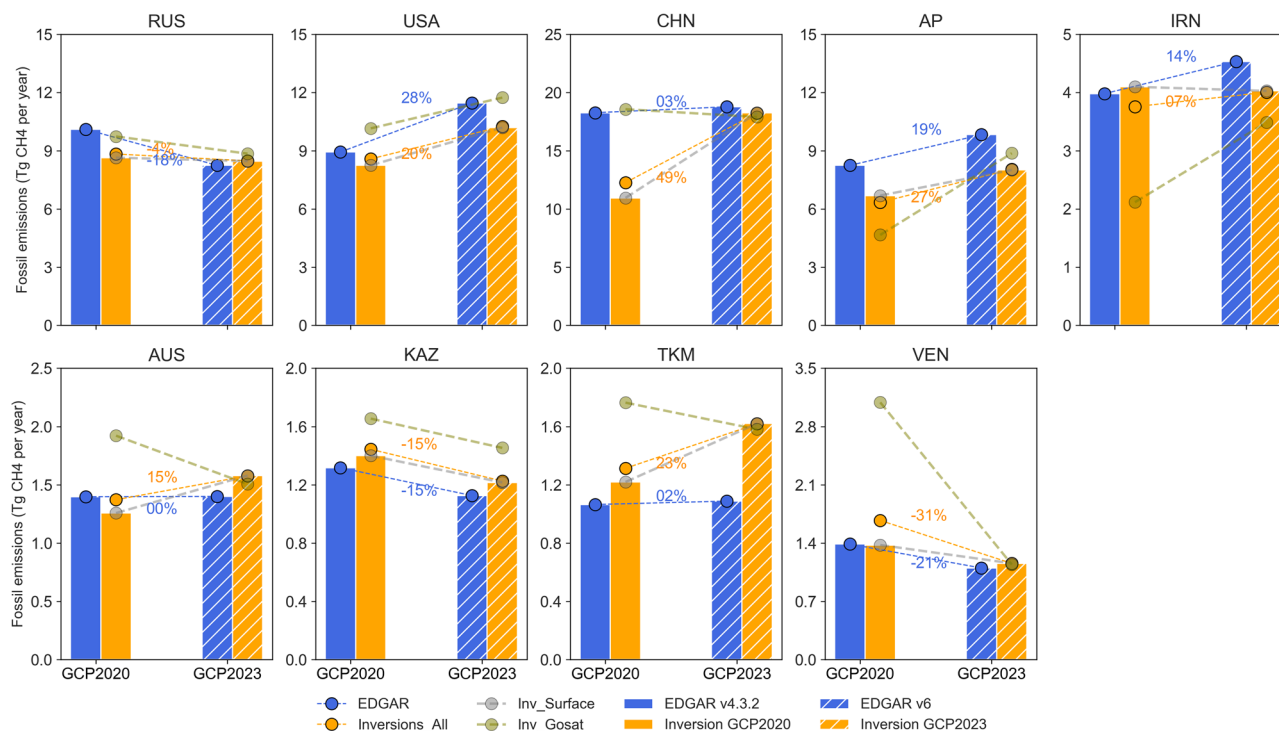 RUS
USA
CHN
AP
IRN
Fossil emissions (Tg CH4 per year)
15
12
9
6
3
0
-4%
-18%
15
12
9
6
3
0
28%
20%
25
20
15
10
5
0
03%
49%
15
12
9
6
3
0
19%
27%
5
4
3
2
1
0
14%
07%
AUS
KAZ
TKM
VEN
Fossil emissions (Tg CH4 per year)
2.5
2.0
1.5
1.0
0.5
0.0
15%
00%
GCP2020
GCP2023
2.0
1.6
1.2
0.8
0.4
0.0
-15%
-15%
GCP2020
GCP2023
2.0
1.6
1.2
0.8
0.4
0.0
23%
02%
GCP2020
GCP2023
3.5
2.8
2.1
1.4
0.7
0.0
-31%
-21%
GCP2020
GCP2023
EDGAR
Inv_Surface
EDGAR v4.3.2
EDGAR v6
Inversions All
Inv Gosat
Inversion GCP2020
Inversion GCP2023